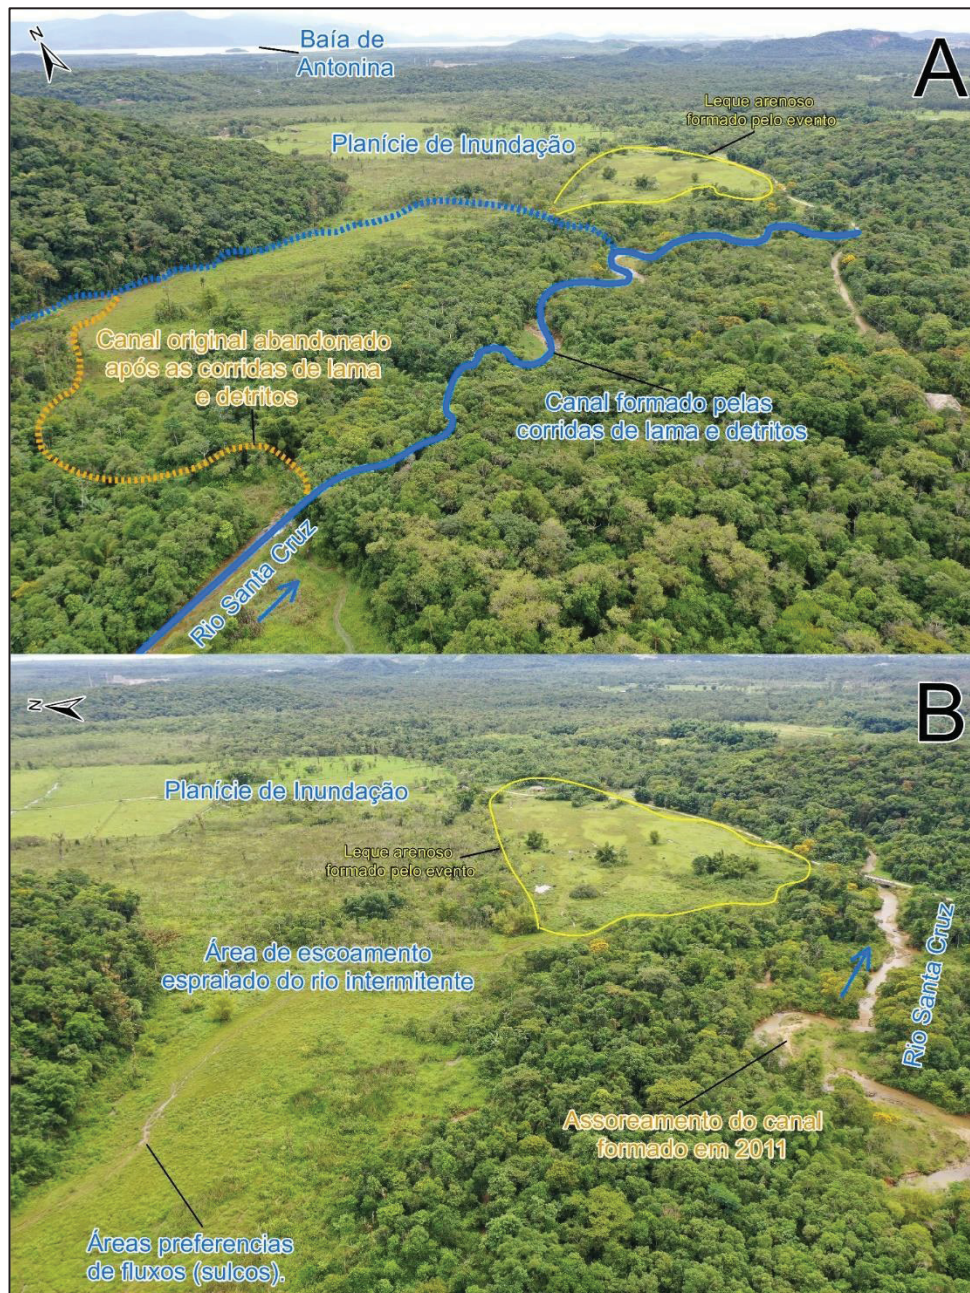 N
A
Baía de
Antonina
Leque arenoso
formado pelo evento
Planície de Inundação
Canal original abandonado
após as corridas de lama
e detritos
Canal formado pelas
corridas de lama e detritos
Rio Santa Cruz
N
B
Planície de Inundação
Leque arenoso
formado pelo evento
Área de escoamento
espraiado do rio intermitente
Rio Santa Cruz
Assoreamento do canal
formado em 2011
Áreas preferencias
de fluxos (sulcos).